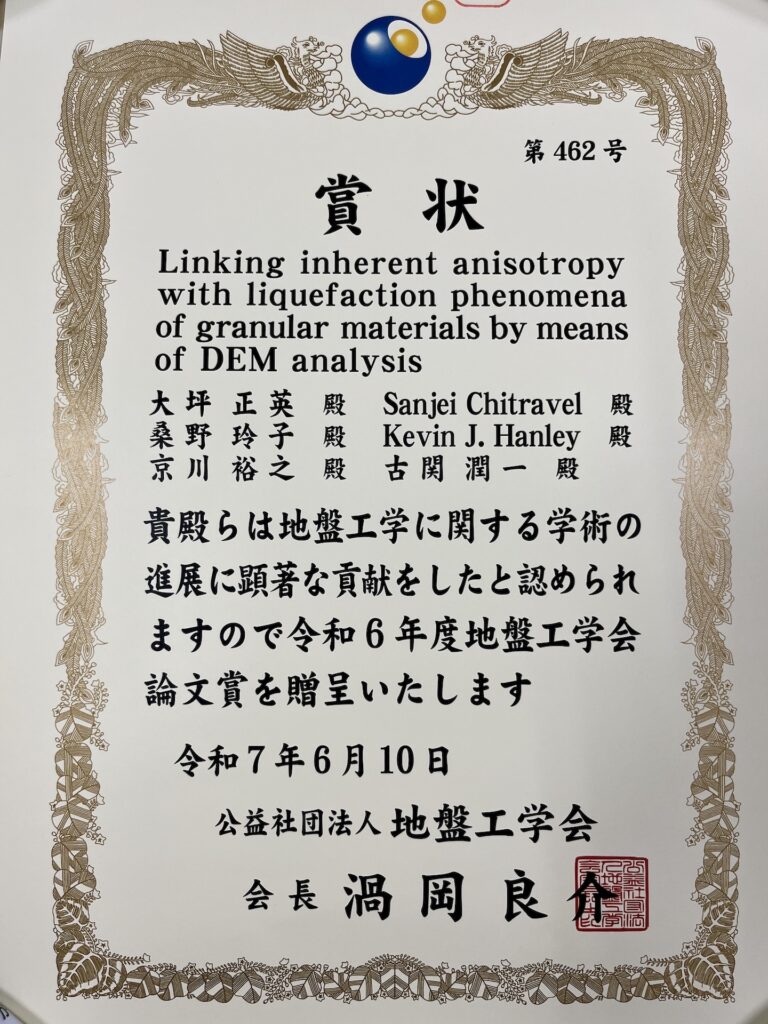 第462号
賞状
Linking inherent anisotropy
with liquefaction phenomena
of granular materials by means
of DEM analysis
大坪正英 殿 Sanjei Chitravel 殿
桑野玲子 殿 Kevin J. Hanley 殿
京川裕之 殿 古関潤一 殿
貴殿らは地盤工学に関する学術の
進展に顕著な貢献をしたと認められ
ますので令和6年度地盤工学会
論文賞を贈呈いたします
令和7年6月10日
公益社団法人 地盤工学会
会長 渦岡良介